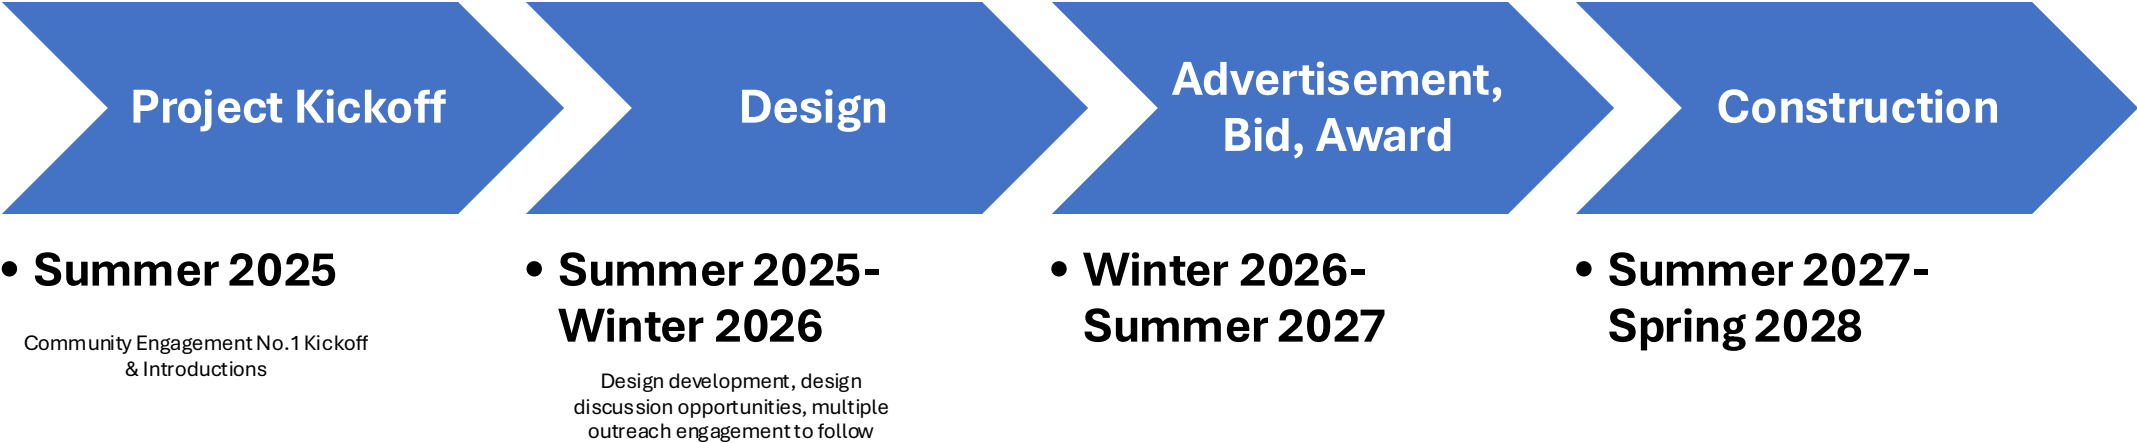 Project Kickoff
Design
Advertisement,
Bid, Award
Construction
• Summer 2025
Community Engagement No.1 Kickoff
& Introductions
• Summer 2025-
Winter 2026
Design development, design
discussion opportunities, multiple
outreach engagement to follow
• Winter 2026-
Summer 2027
• Summer 2027-
Spring 2028